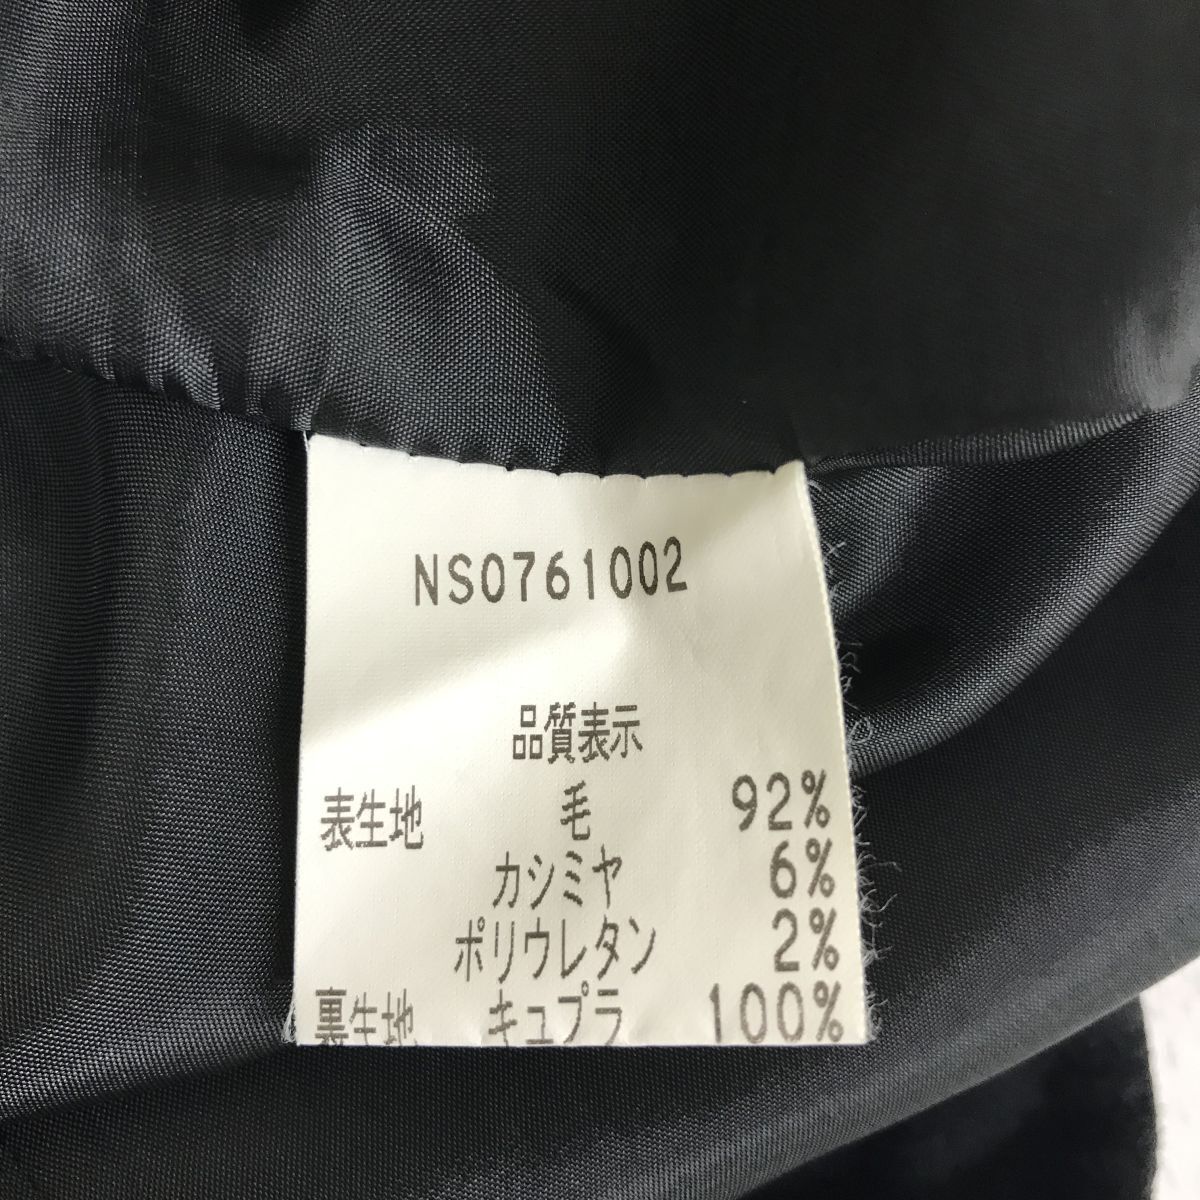 NS0761002
品質表示
表生地 毛 92%
カシミヤ 6%
ポリウレタン 2%
裏生地 キュプラ 100%